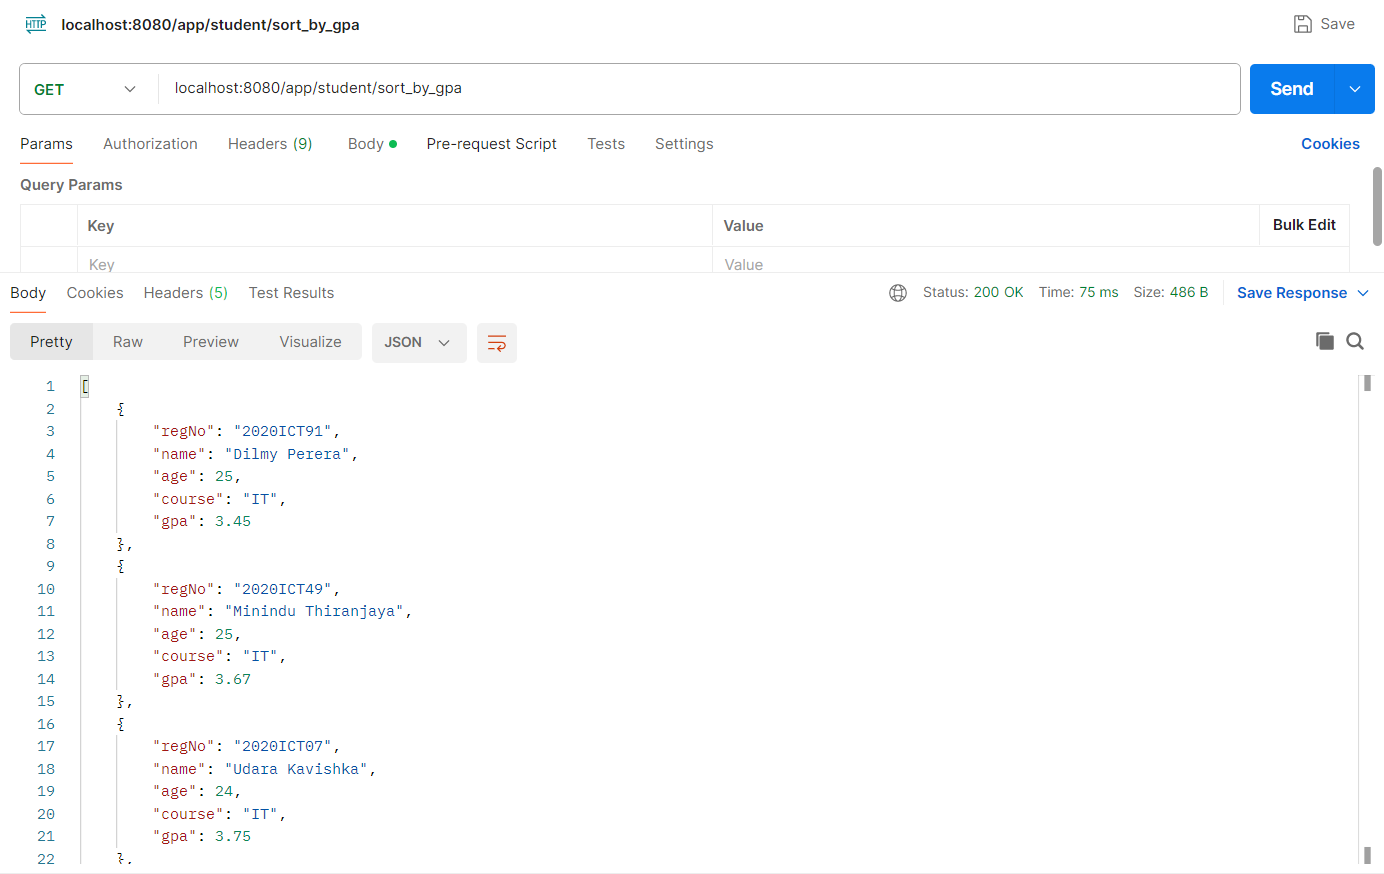 HTTP localhost:8080/app/student/sort_by_gpa Save
GET localhost:8080/app/student/sort_by_gpa Send
Params Authorization Headers (9) Body Pre-request Script Tests Settings Cookies
Query Params
Key Value Bulk Edit
Key Value
Body Cookies Headers (5) Test Results Status: 200 OK Time: 75 ms Size: 486 B Save Response
Pretty Raw Preview Visualize JSON
1 [
2 {
3 "regNo": "2020ICT91",
4 "name": "Dilmy Perera",
5 "age": 25,
6 "course": "IT",
7 "gpa": 3.45
8 },
9 {
10 "regNo": "2020ICT49",
11 "name": "Minindu Thiranjaya",
12 "age": 25,
13 "course": "IT",
14 "gpa": 3.67
15 },
16 {
17 "regNo": "2020ICT07",
18 "name": "Udara Kavishka",
19 "age": 24,
20 "course": "IT",
21 "gpa": 3.75
22 },